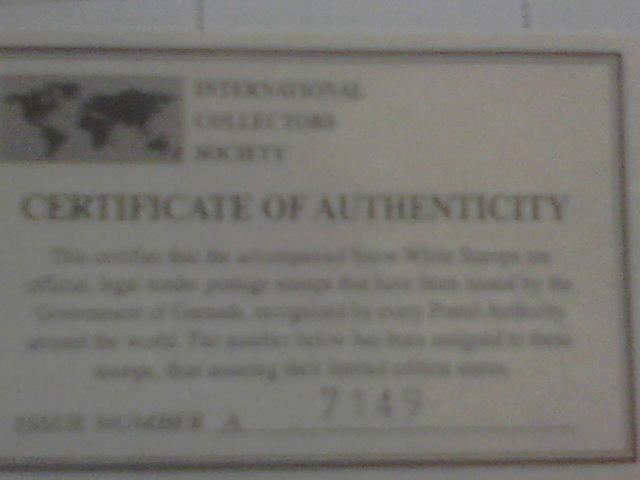 INTERNATIONAL
COLLECTORS
SOCIETY
CERTIFICATE OF AUTHENTICITY
This certifies that the accompanied Snow White Stamps are
official, legal tender postage stamps that have been issued by the
Government of Grenada, recognized by every Postal Authority
around the world. The number below has been assigned to these
stamps, thus assuring their limited edition status.
ISSUE NUMBER A 7149